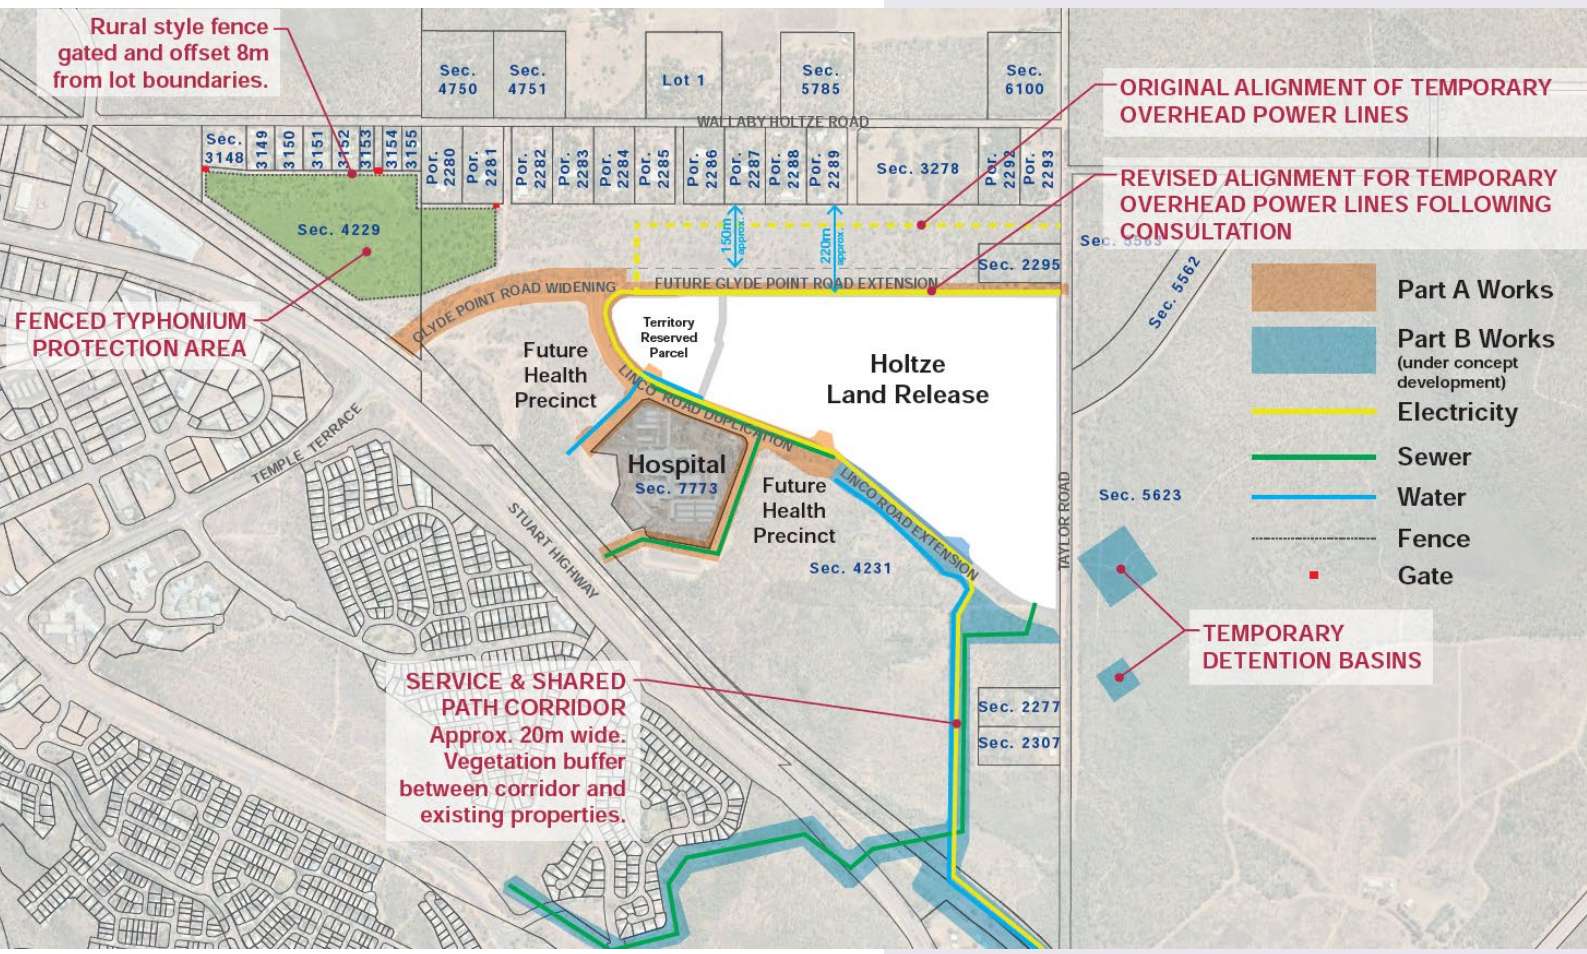 Rural style fence
gated and offset 8m
from lot boundaries.
Sec.
4750
Sec.
4751
Lot 1
Sec.
5785
Sec.
6100
ORIGINAL ALIGNMENT OF TEMPORARY
OVERHEAD POWER LINES
WALLABY HOLTZE ROAD
Sec.
3148
3149
3150
3151
3152
3153
3154
3155
Por.
2280
Por.
2281
Por.
2282
Por.
2283
Por.
2284
Por.
2285
Por.
2286
Por.
2287
Por.
2288
Por.
2289
Sec. 3278
Por.
2292
Por.
2293
REVISED ALIGNMENT FOR TEMPORARY
OVERHEAD POWER LINES FOLLOWING
CONSULTATION
Sec. 4229
150m
approx.
220m
approx.
Sec. 5563
Sec. 2295
Sec. 5562
GLYDE POINT ROAD WIDENING
FUTURE GLYDE POINT ROAD EXTENSION
Part A Works
FENCED TYPHONIUM
PROTECTION AREA
Territory
Reserved
Parcel
Part B Works
(under concept
development)
Future
Health
Precinct
Holtze
Land Release
LINCO ROAD DUPLICATION
Electricity
TEMPLE TERRACE
Hospital
Sec. 7773
Sewer
Future
Health
Precinct
LINCO ROAD EXTENSION
TAYLOR ROAD
Sec. 5623
Water
STUART HIGHWAY
Fence
Sec. 4231
Gate
TEMPORARY
DETENTION BASINS
SERVICE & SHARED
PATH CORRIDOR
Approx. 20m wide.
Vegetation buffer
between corridor and
existing properties.
Sec. 2277
Sec. 2307